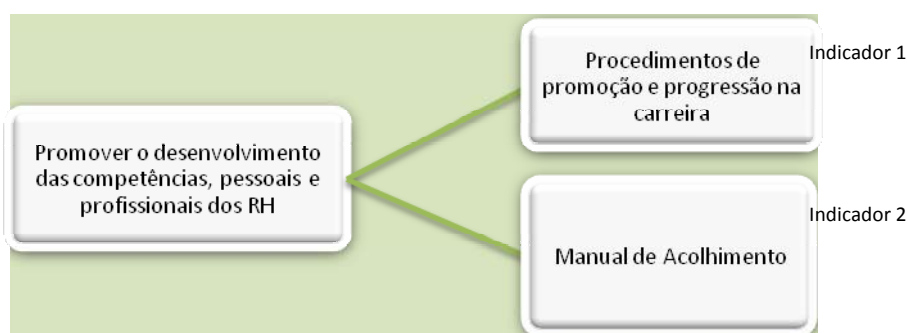 Promover o desenvolvimento
das competências, pessoais e
profissionais dos RH
Procedimentos de
promoção e progressão na
carreira
Indicador 1
Manual de Acolhimento
Indicador 2